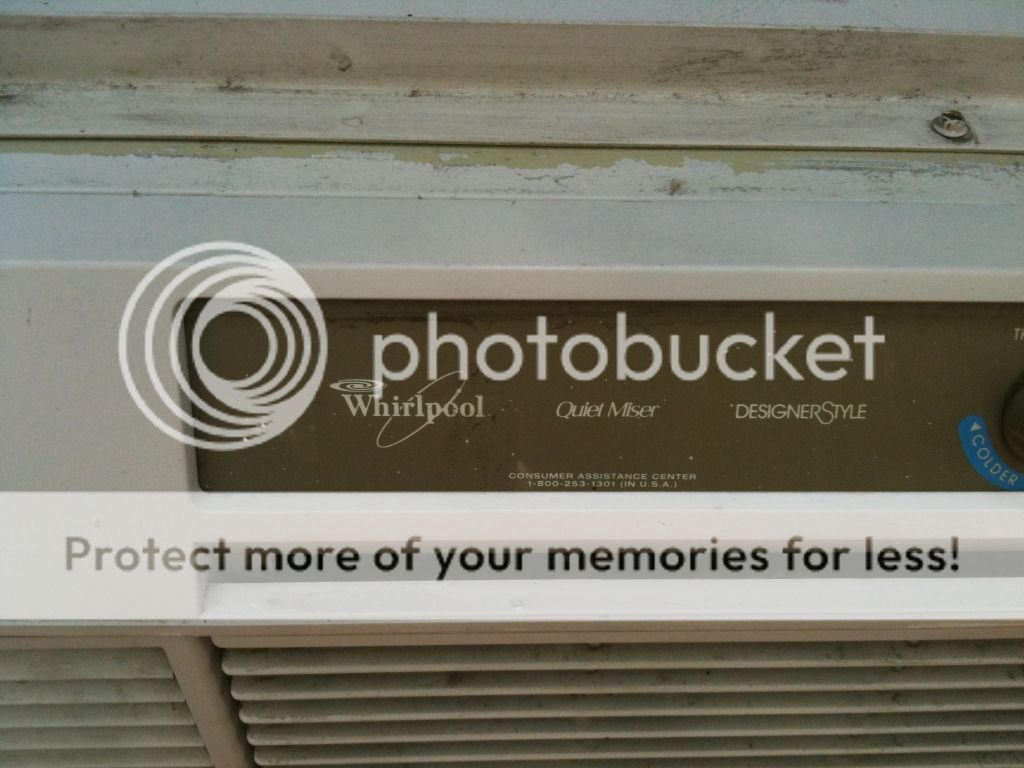 photobucket
Whirlpool Quiet Miser DESIGNERSTYLE
COLDER
CONSUMER ASSISTANCE CENTER
1-800-253-1301 (IN U.S.A.)
Protect more of your memories for less!